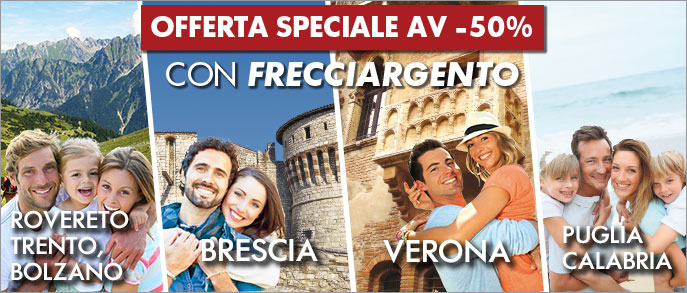 OFFERTA SPECIALE AV -50%
CON FRECCIARGENTO
ROVERETO
TRENTO,
BOLZANO
BRESCIA
VERONA
PUGLIA
CALABRIA